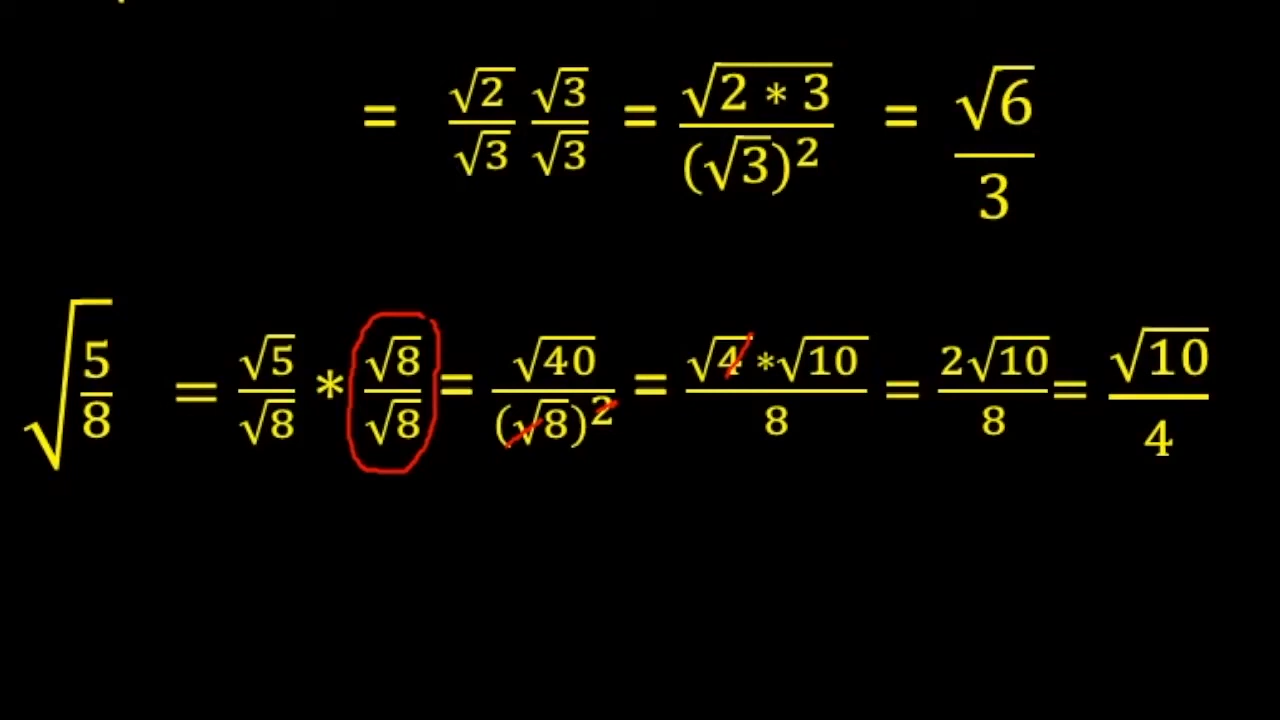 = √2/√3 √3/√3 = √(2 * 3)/(√3)² = √6/3
√(5/8) = √5/√8 * √8/√8 = √40/(√8)² = √4 * √10/8 = 2√10/8 = √10/4